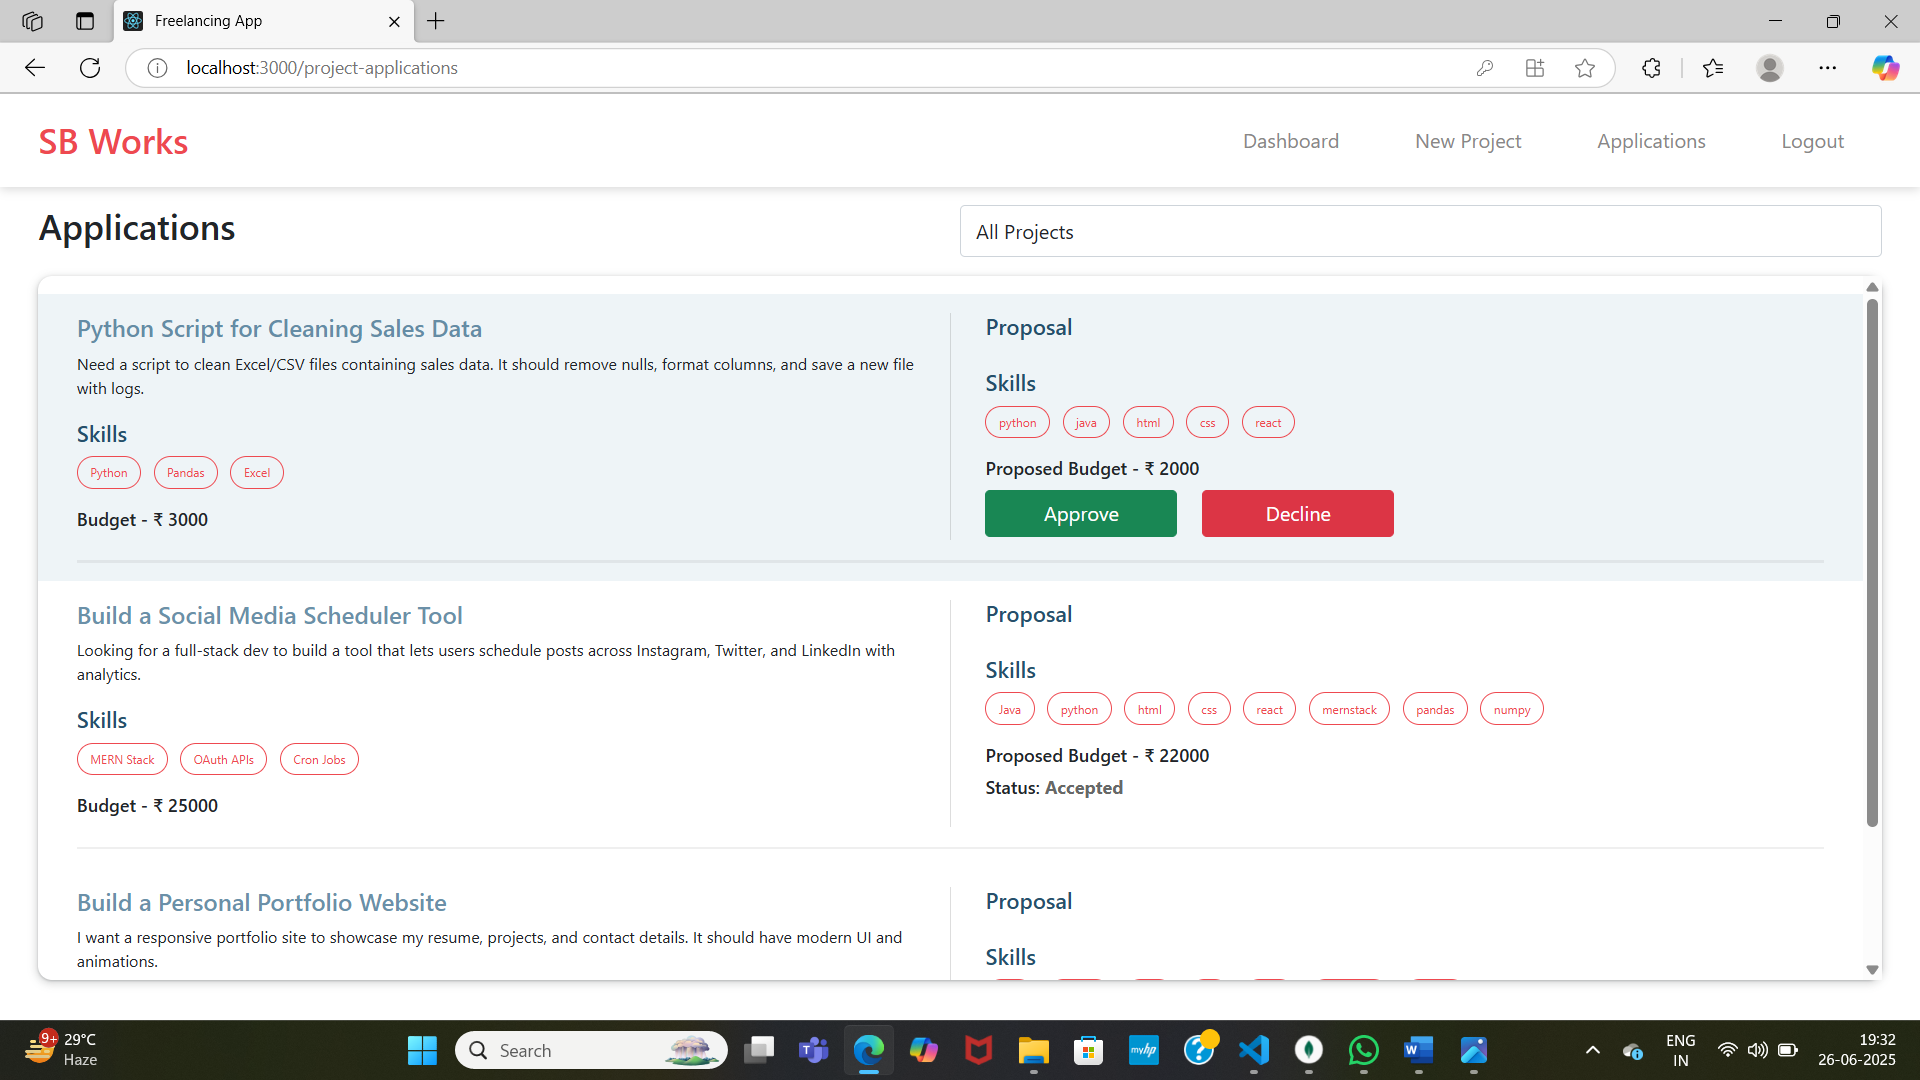 Freelancing App
localhost:3000/project-applications
SB Works
Dashboard
New Project
Applications
Logout
Applications
All Projects
Python Script for Cleaning Sales Data
Need a script to clean Excel/CSV files containing sales data. It should remove nulls, format columns, and save a new file
with logs.
Skills
Python Pandas Excel
Budget - ₹ 3000
Proposal
Skills
python java html css react
Proposed Budget - ₹ 2000
Approve Decline
Build a Social Media Scheduler Tool
Looking for a full-stack dev to build a tool that lets users schedule posts across Instagram, Twitter, and LinkedIn with
analytics.
Skills
MERN Stack OAuth APIs Cron Jobs
Budget - ₹ 25000
Proposal
Skills
Java python html css react mernstack pandas numpy
Proposed Budget - ₹ 22000
Status: Accepted
Build a Personal Portfolio Website
I want a responsive portfolio site to showcase my resume, projects, and contact details. It should have modern UI and
animations.
Proposal
Skills
9+
29°C
Haze
Search
T
myhp
?
W
ENG
IN
19:32
26-06-2025